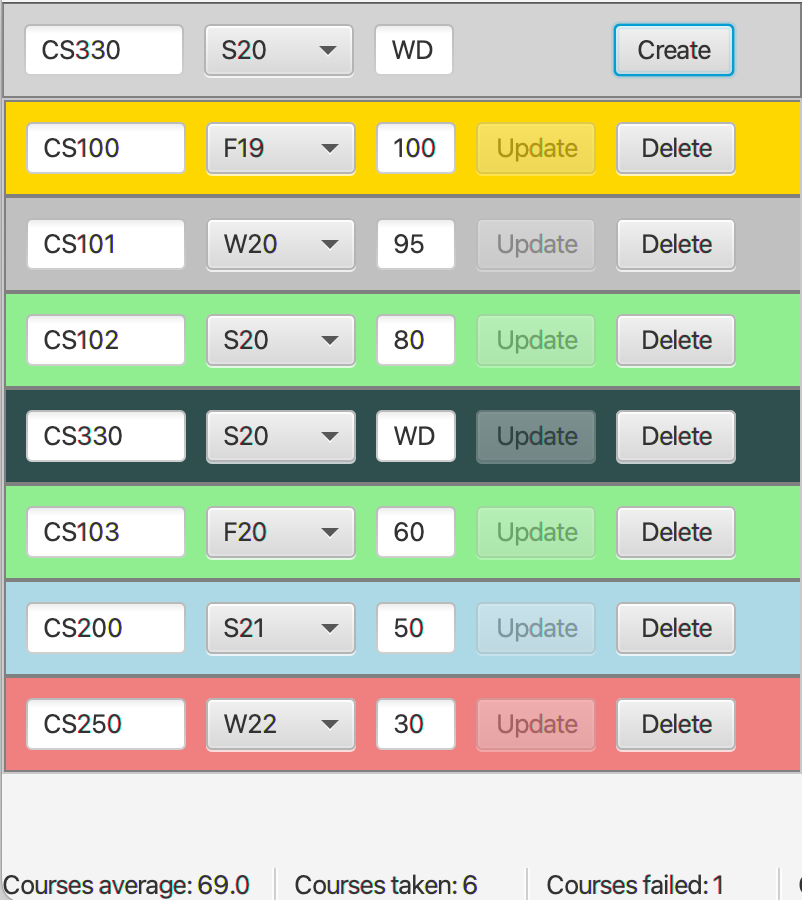 CS330 S20 WD Create
CS100 F19 100 Update Delete
CS101 W20 95 Update Delete
CS102 S20 80 Update Delete
CS330 S20 WD Update Delete
CS103 F20 60 Update Delete
CS200 S21 50 Update Delete
CS250 W22 30 Update Delete
Courses average: 69.0 Courses taken: 6 Courses failed: 1